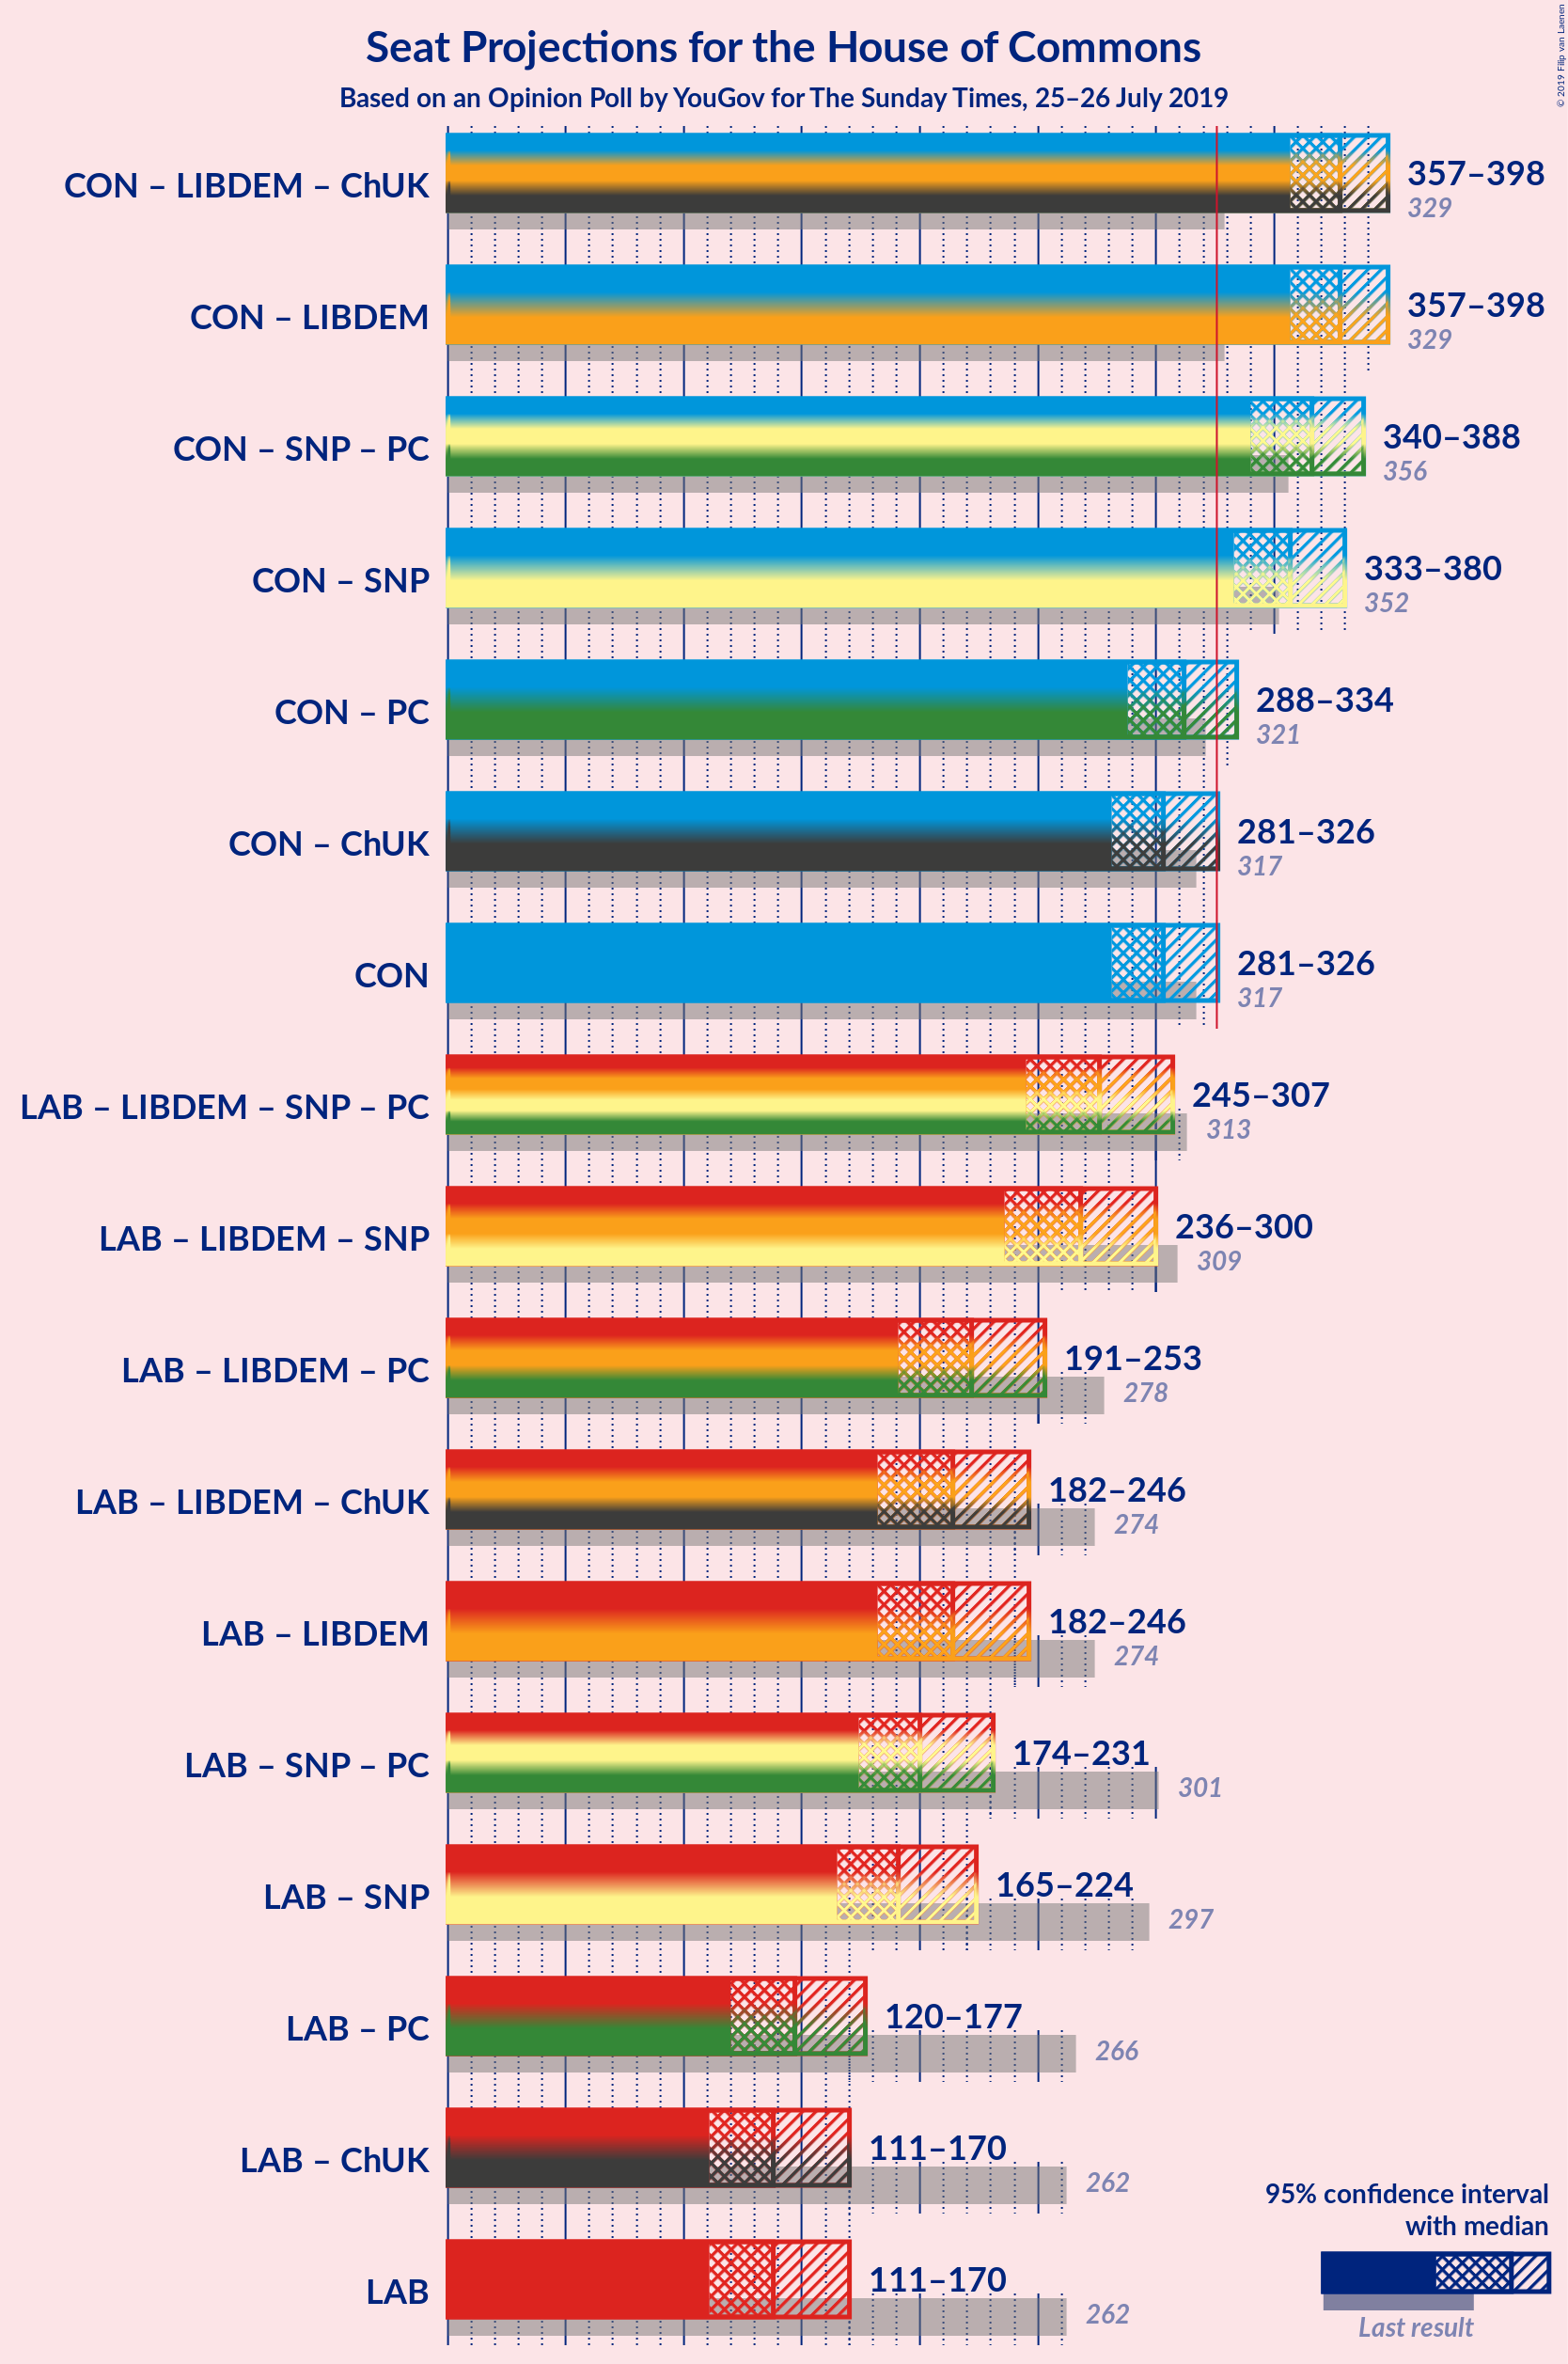 Seat Projections for the House of Commons
Based on an Opinion Poll by YouGov for The Sunday Times, 25–26 July 2019
© 2019 Filip van Laenen
CON – LIBDEM – ChUK
357–398
329
CON – LIBDEM
357–398
329
CON – SNP – PC
340–388
356
CON – SNP
333–380
352
CON – PC
288–334
321
CON – ChUK
281–326
317
CON
281–326
317
LAB – LIBDEM – SNP – PC
245–307
313
LAB – LIBDEM – SNP
236–300
309
LAB – LIBDEM – PC
191–253
278
LAB – LIBDEM – ChUK
182–246
274
LAB – LIBDEM
182–246
274
LAB – SNP – PC
174–231
301
LAB – SNP
165–224
297
LAB – PC
120–177
266
LAB – ChUK
111–170
262
LAB
111–170
262
95% confidence interval
with median
Last result